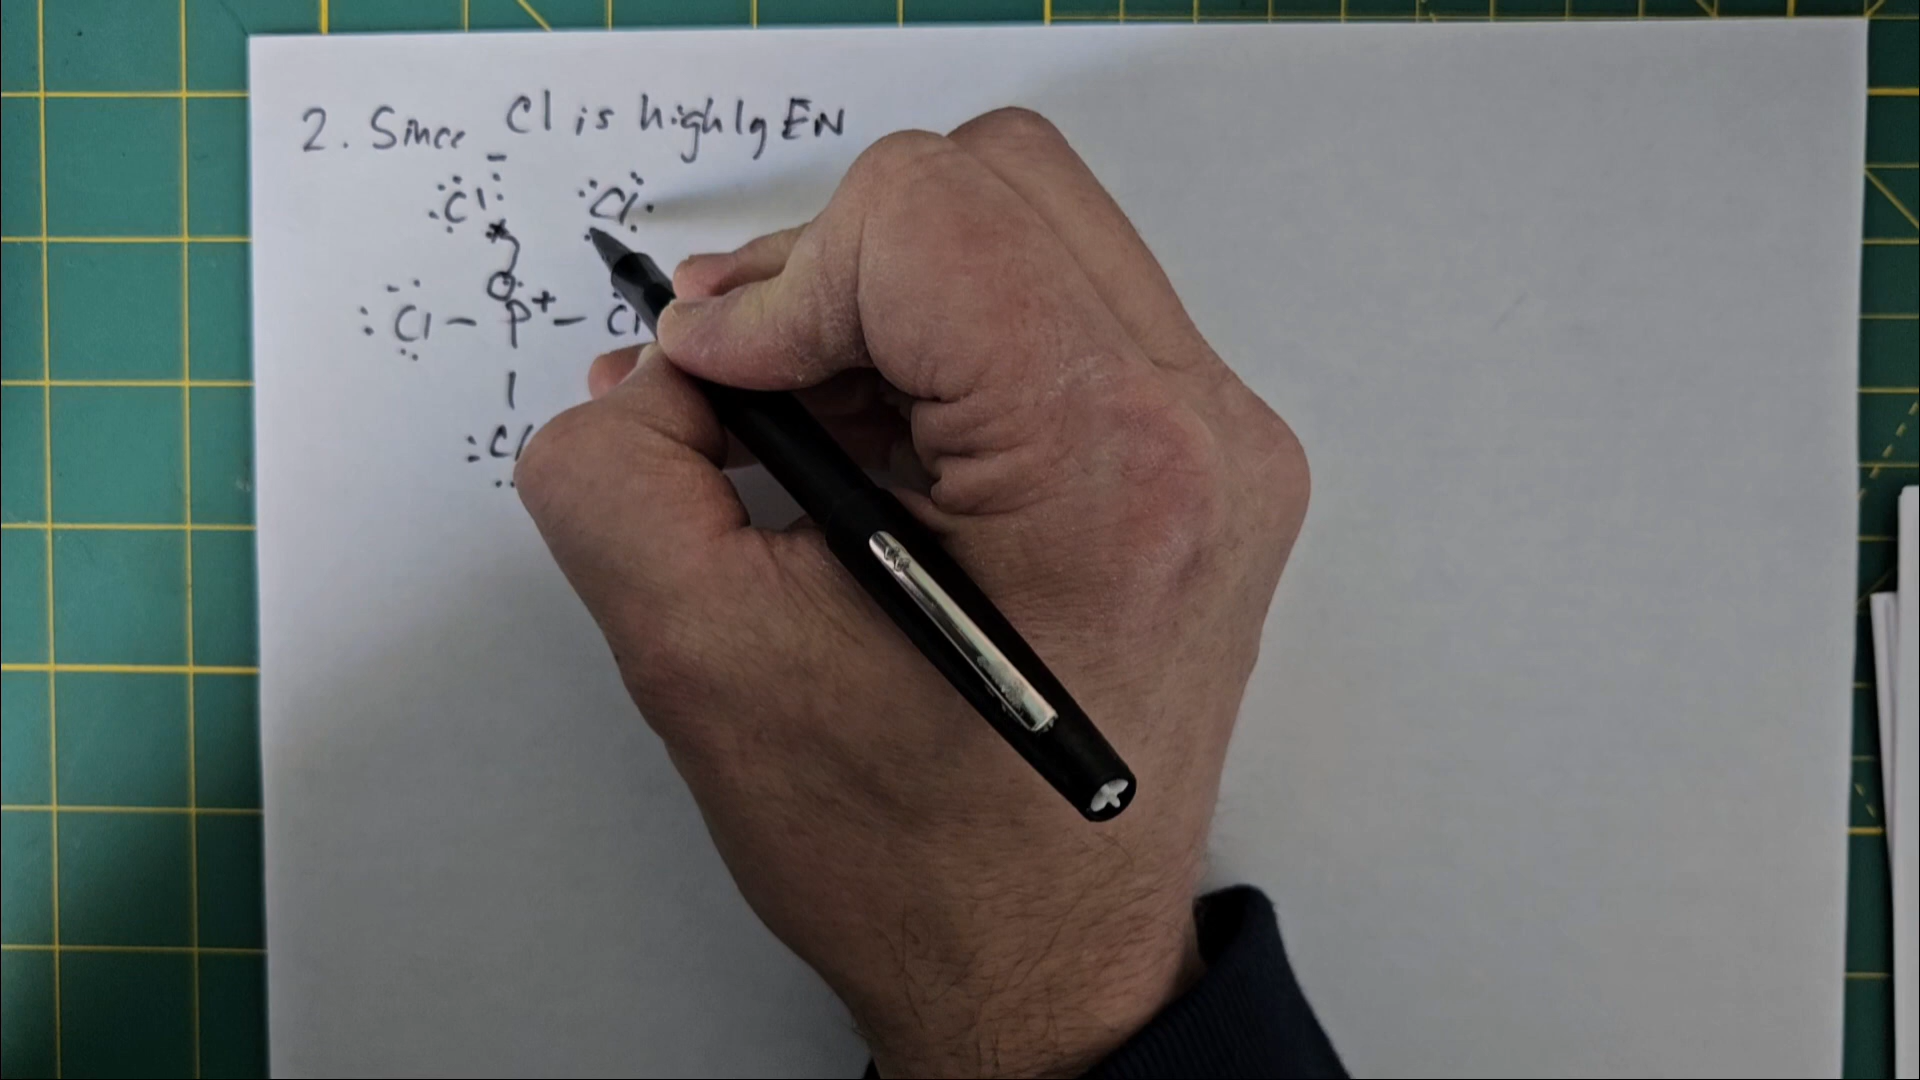 2. Since Cl is highly EN
Cl - Cl
Cl - P+ - Cl
Cl